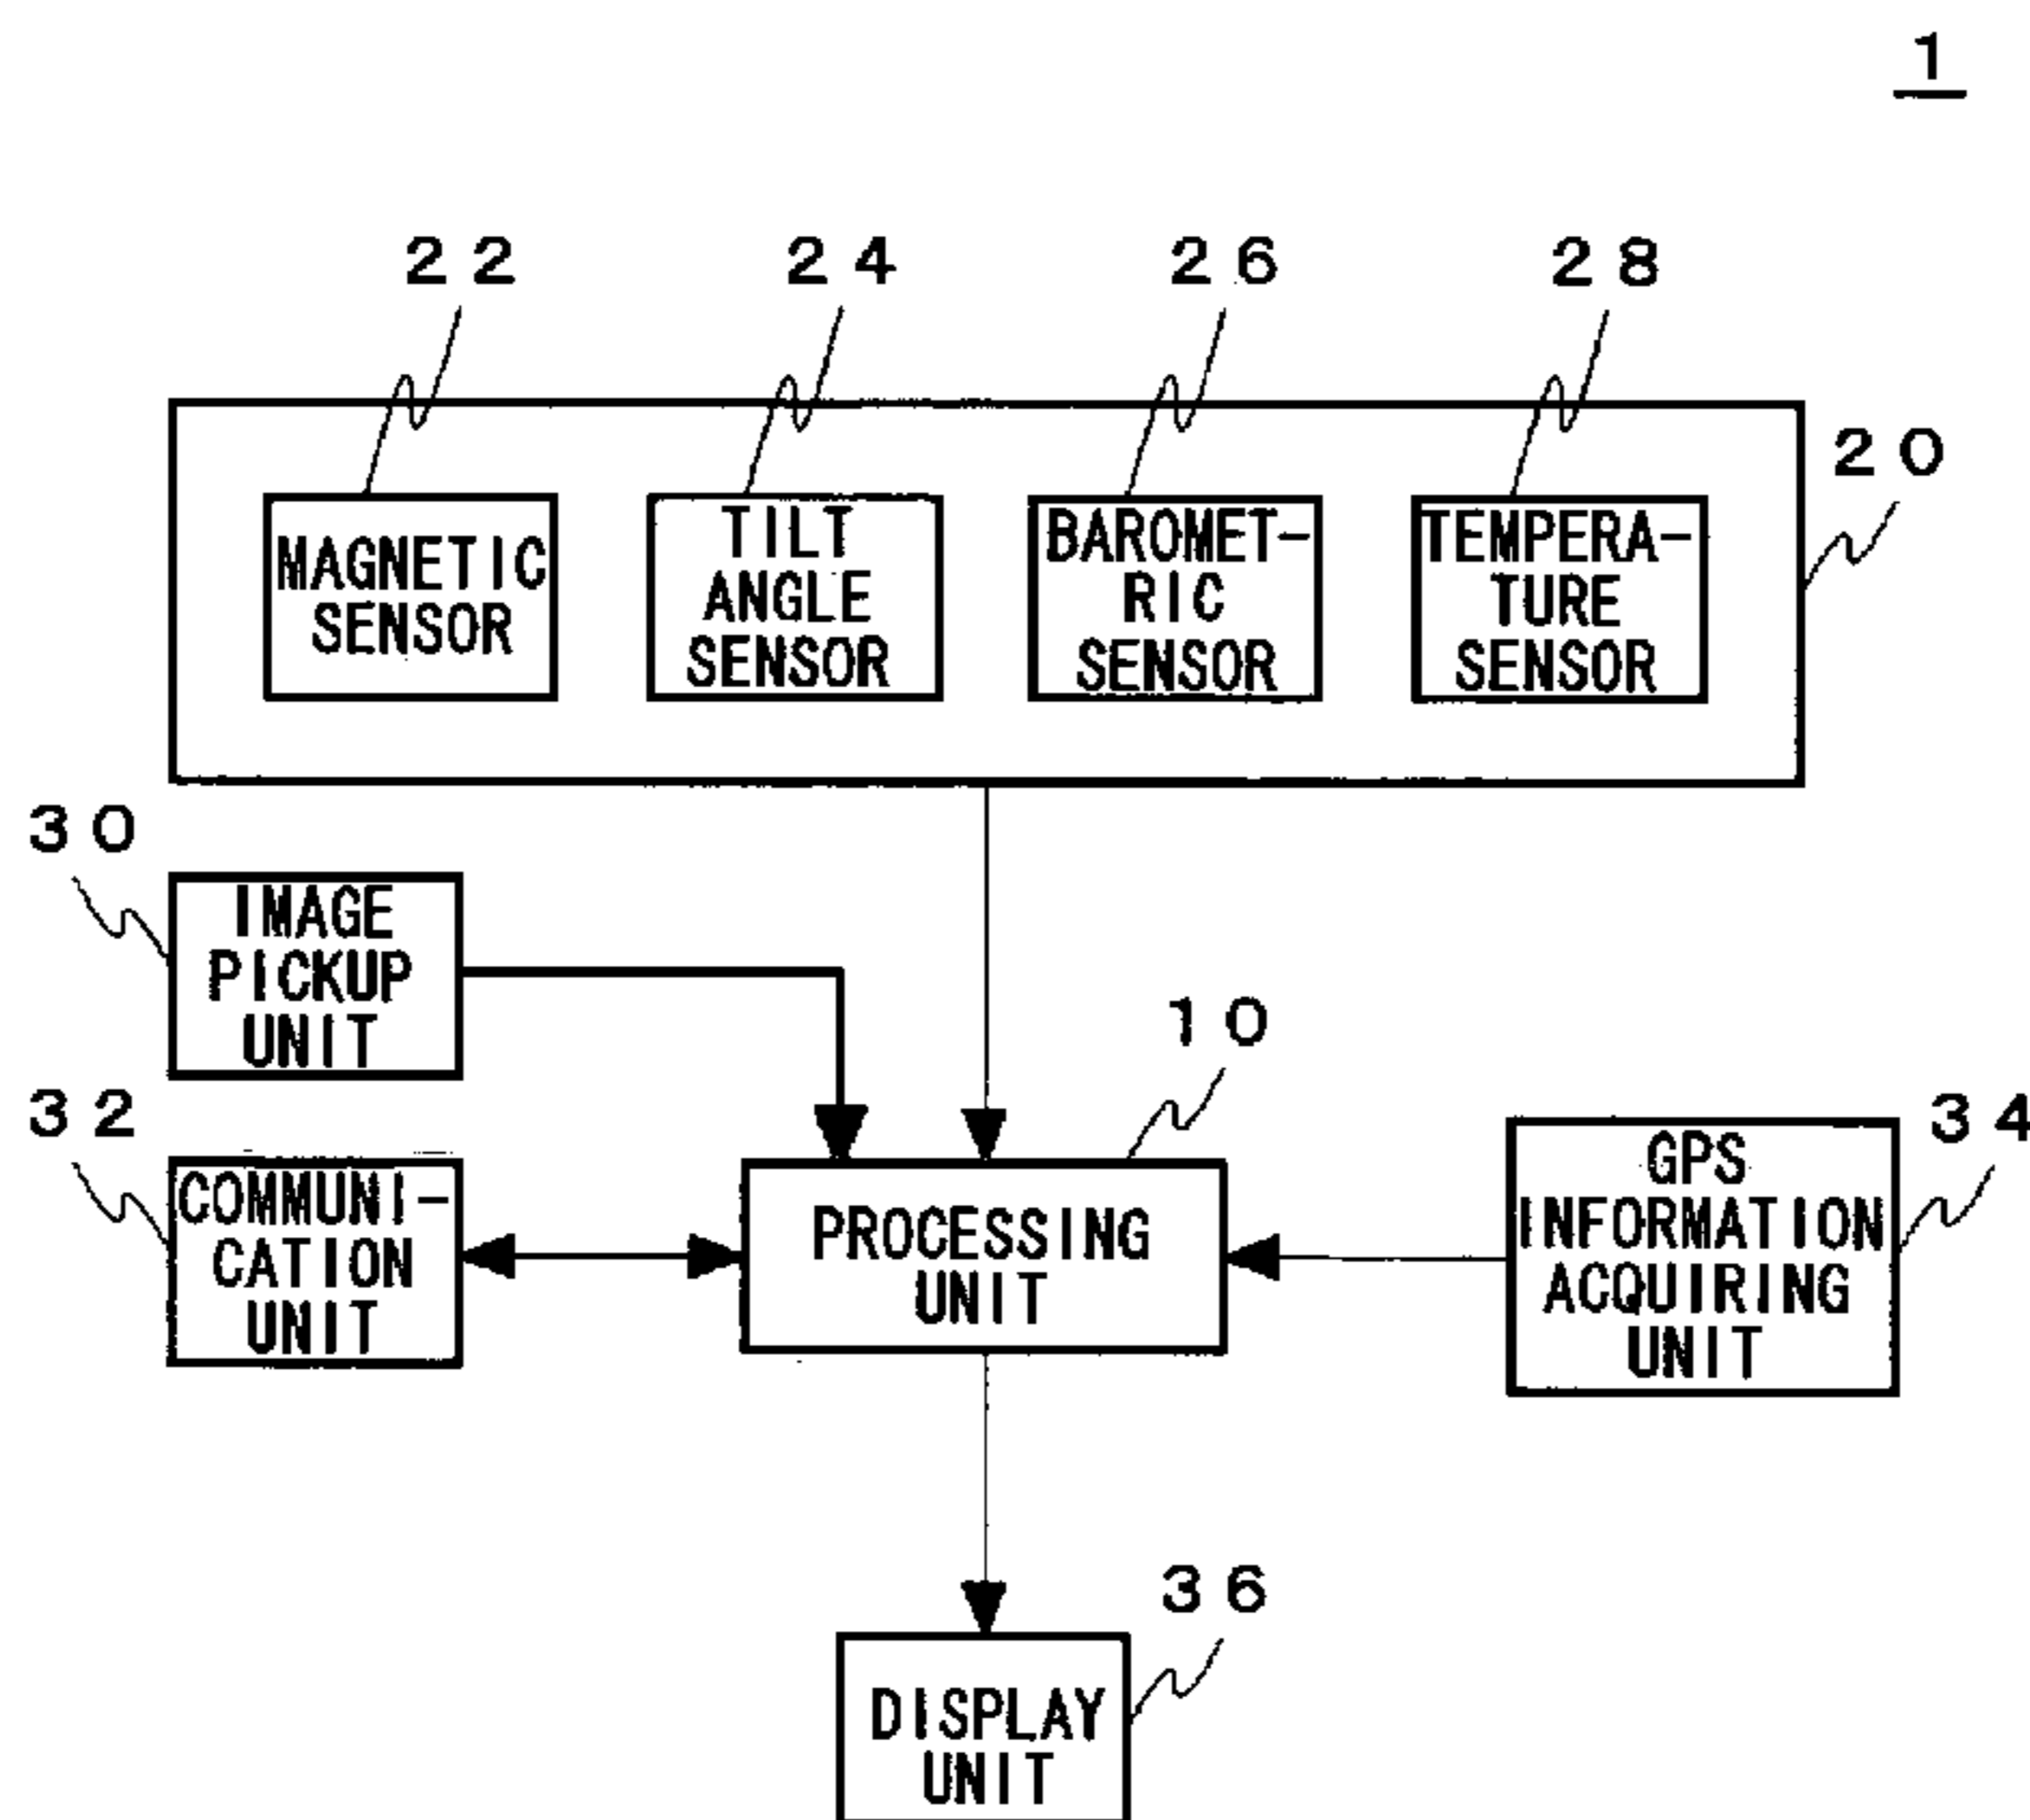 1
22
24
26
28
20
MAGNETIC
SENSOR
TILT
ANGLE
SENSOR
BAROMET-
RIC
SENSOR
TEMPERA-
TURE
SENSOR
30
IMAGE
PICKUP
UNIT
10
32
COMMUNI-
CATION
UNIT
PROCESSING
UNIT
34
GPS
INFORMATION
ACQUIRING
UNIT
36
DISPLAY
UNIT